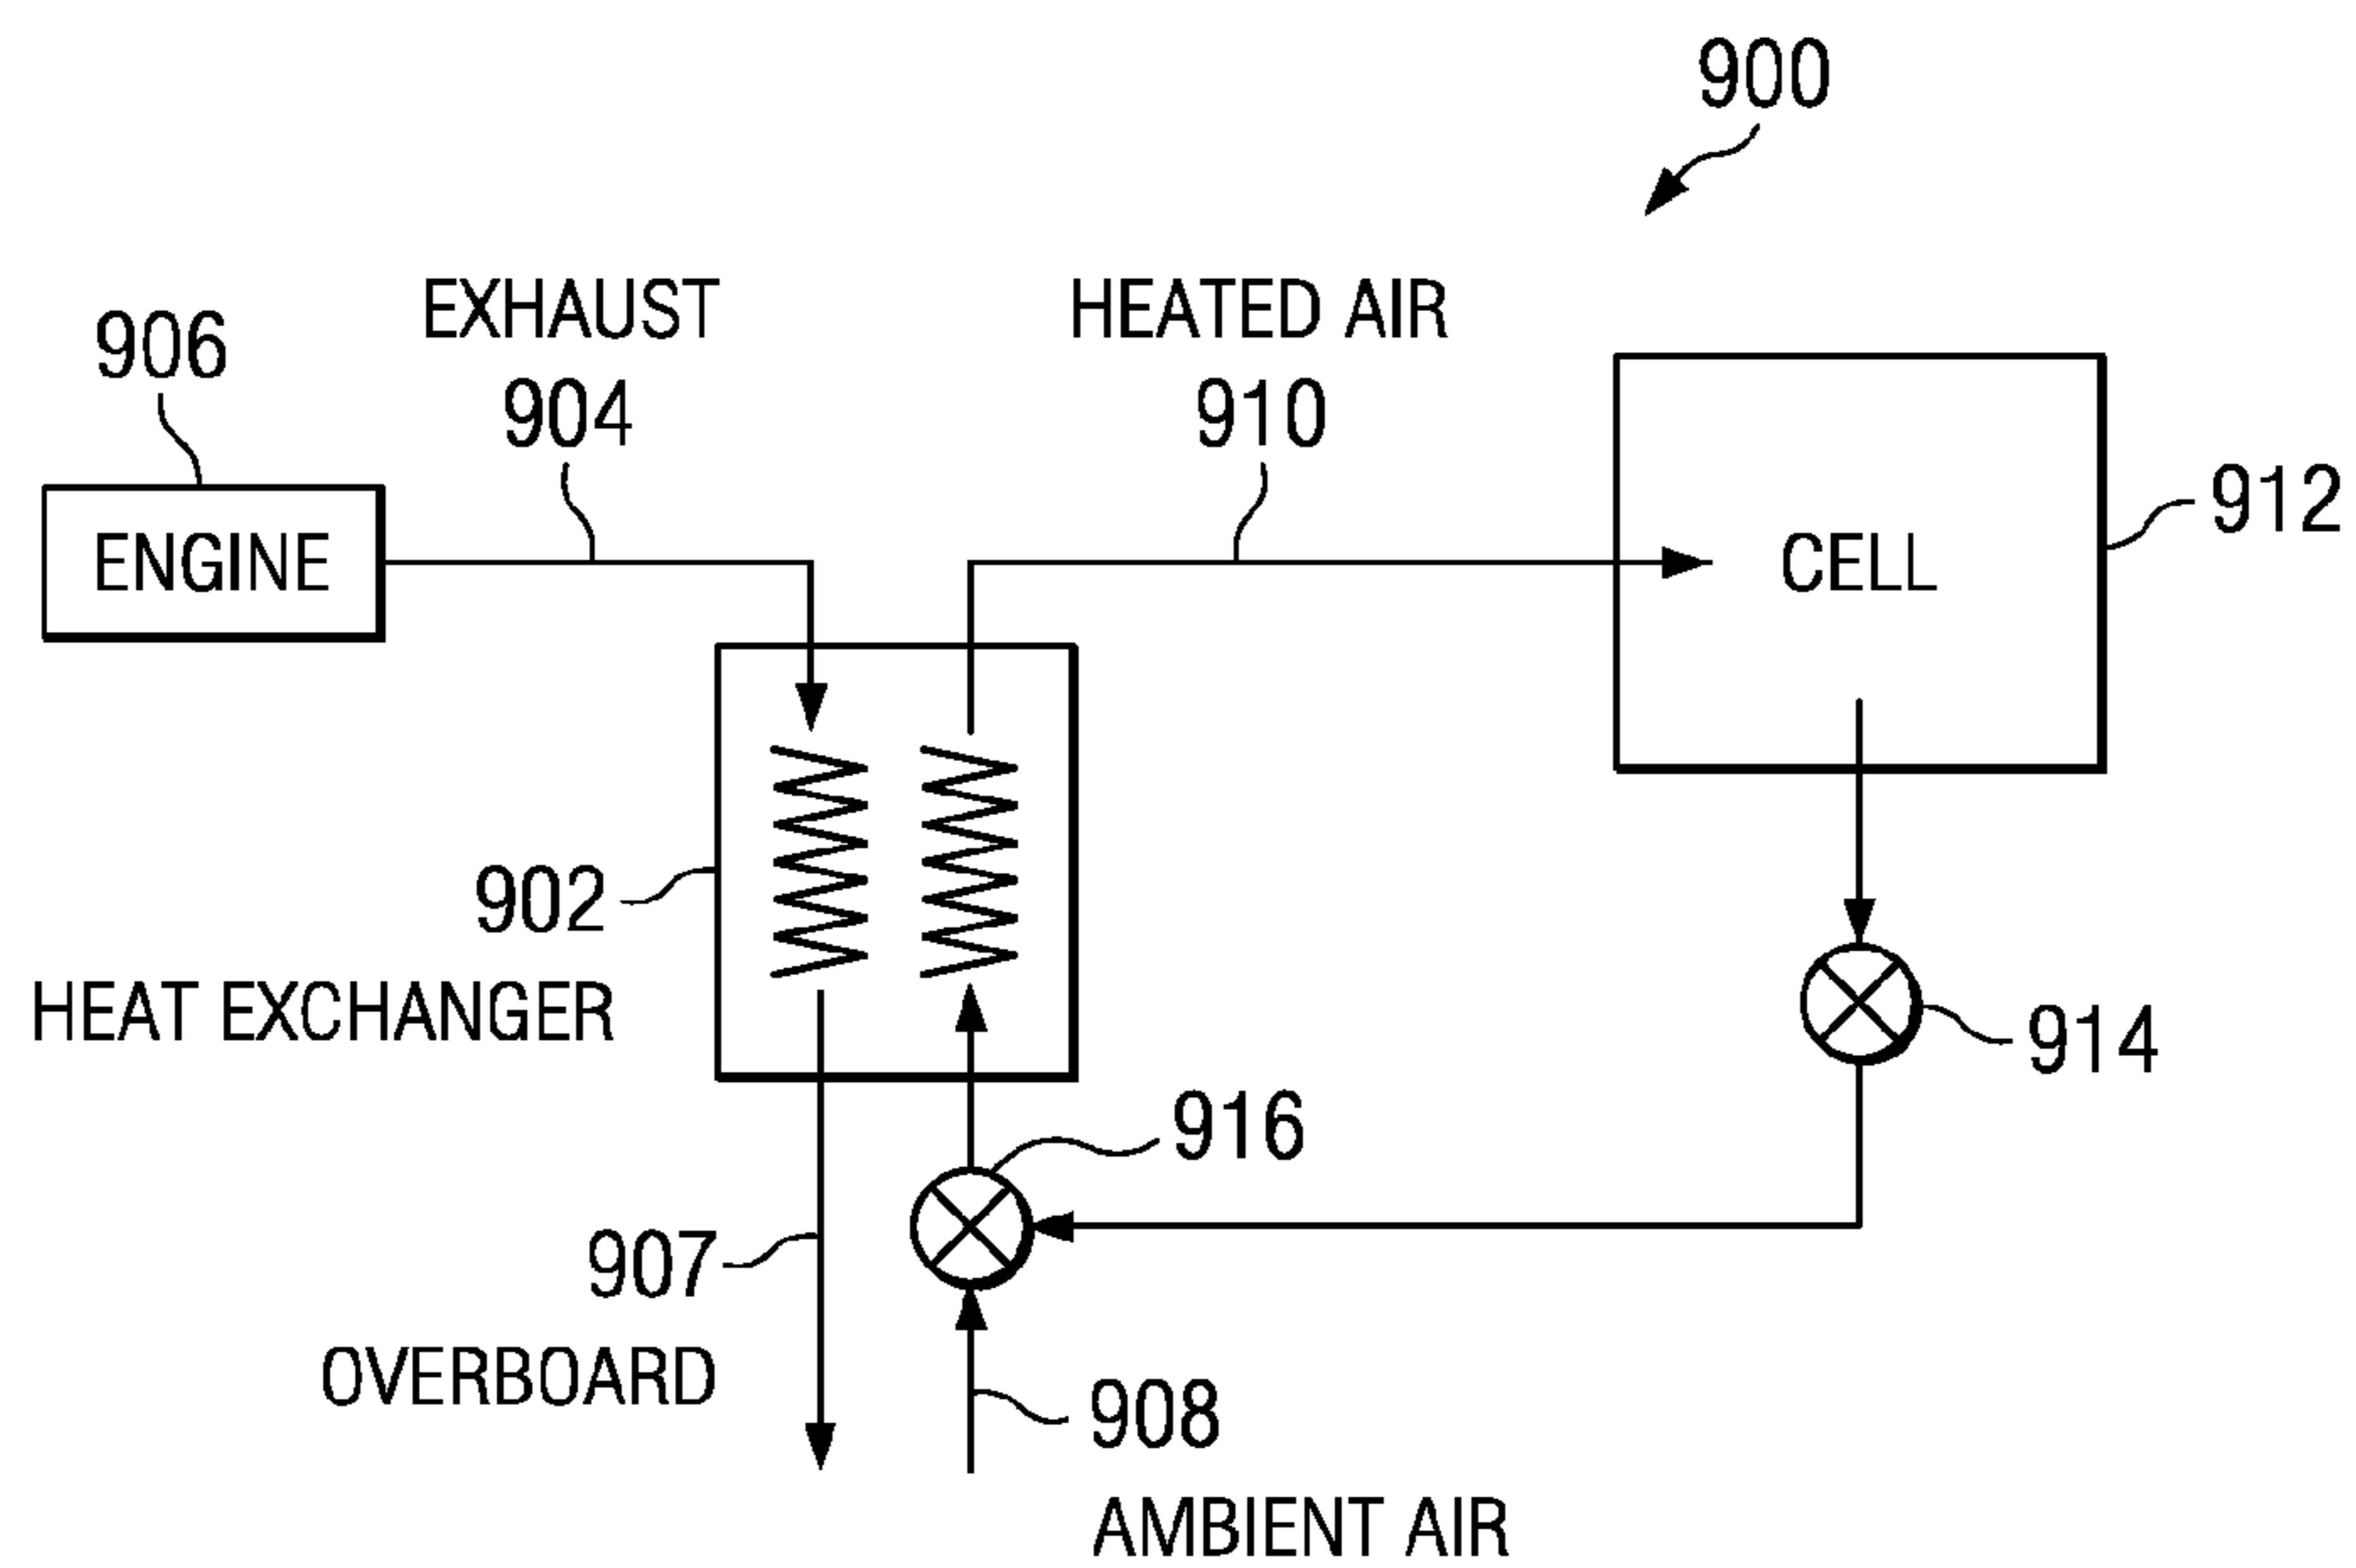 900
EXHAUST
904
HEATED AIR
910
906
ENGINE
CELL
912
902
HEAT EXCHANGER
914
916
907
OVERBOARD
908
AMBIENT AIR